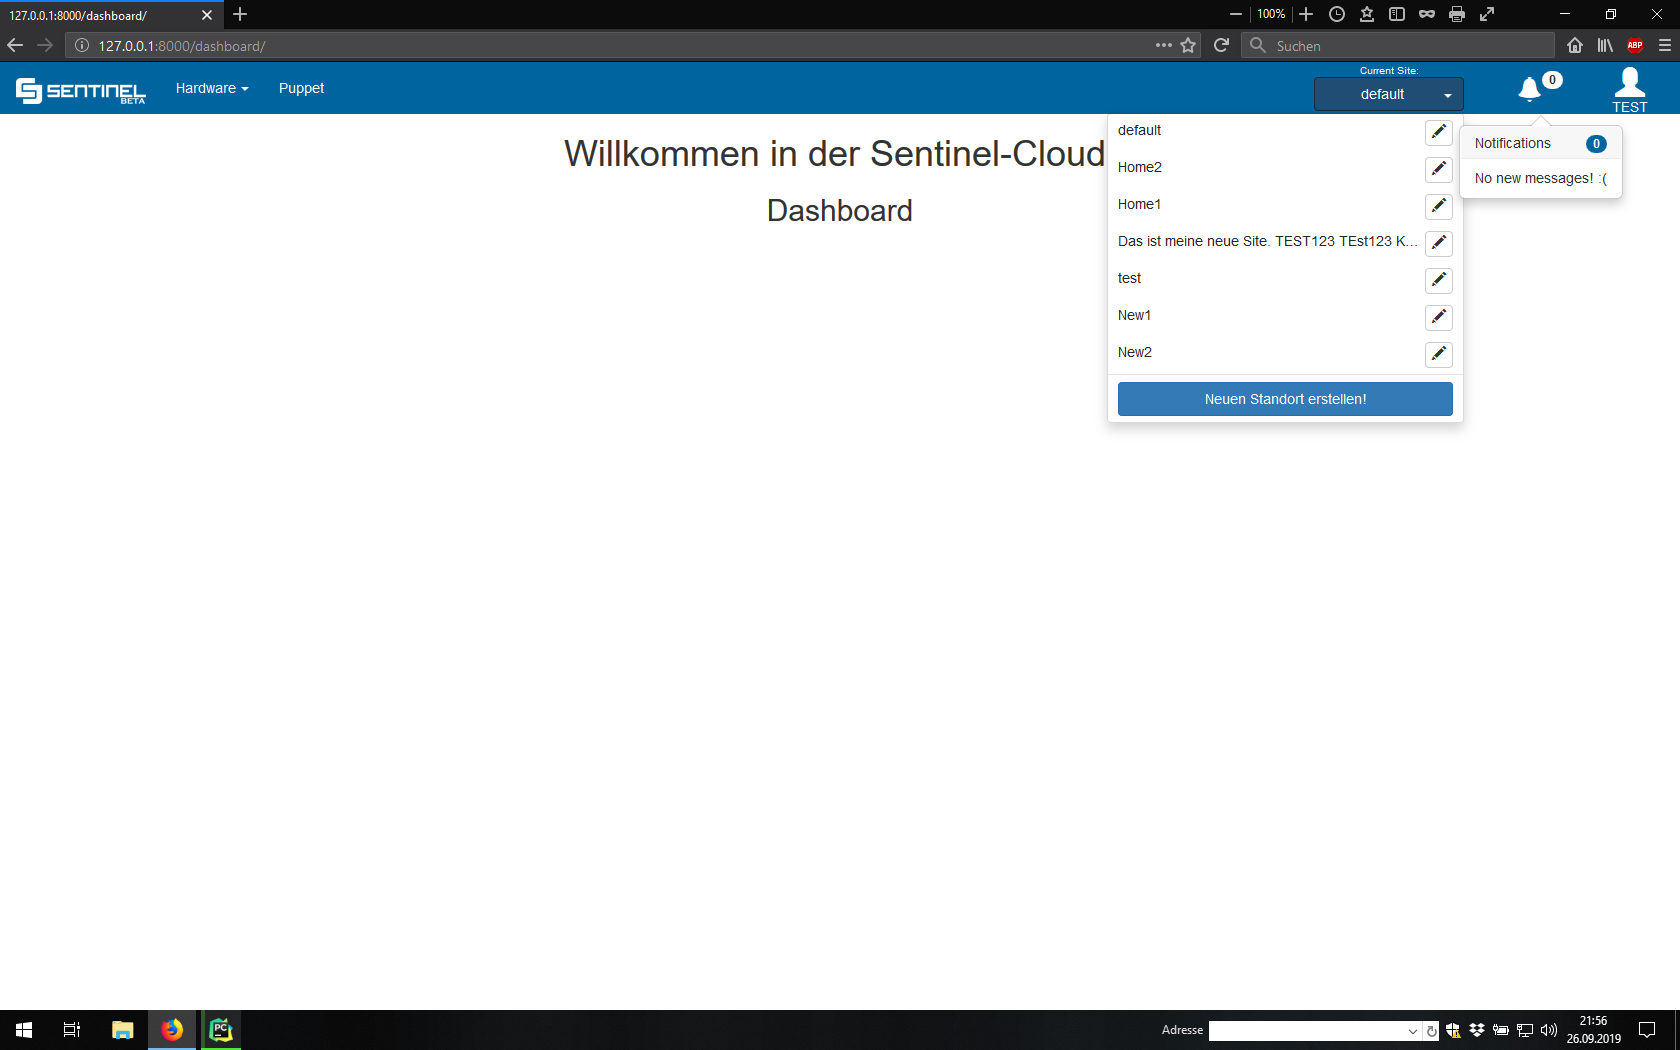 127.0.0.1:8000/dashboard/
100%
127.0.0.1:8000/dashboard/
Suchen
ABP
SENTINEL
BETA
Hardware
Puppet
Current Site:
default
0
TEST
Willkommen in der Sentinel-Cloud
Dashboard
default
Home2
Home1
Das ist meine neue Site. TEST123 TEst123 K...
test
New1
New2
Neuen Standort erstellen!
Notifications 0
No new messages! :(
PC
Adresse
21:56
26.09.2019